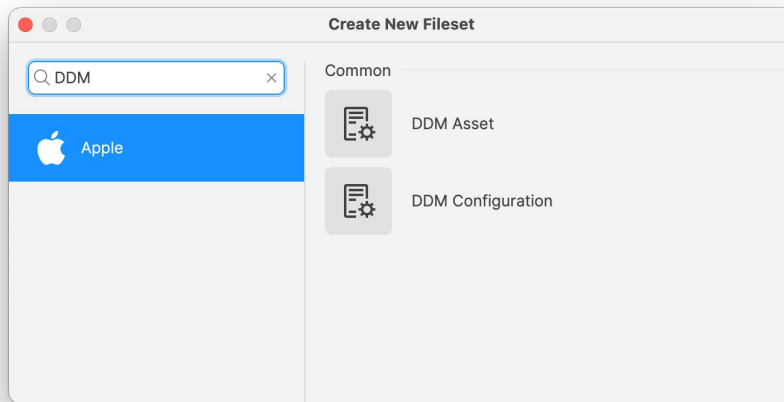 Create New Fileset
DDM
Apple
Common
DDM Asset
DDM Configuration